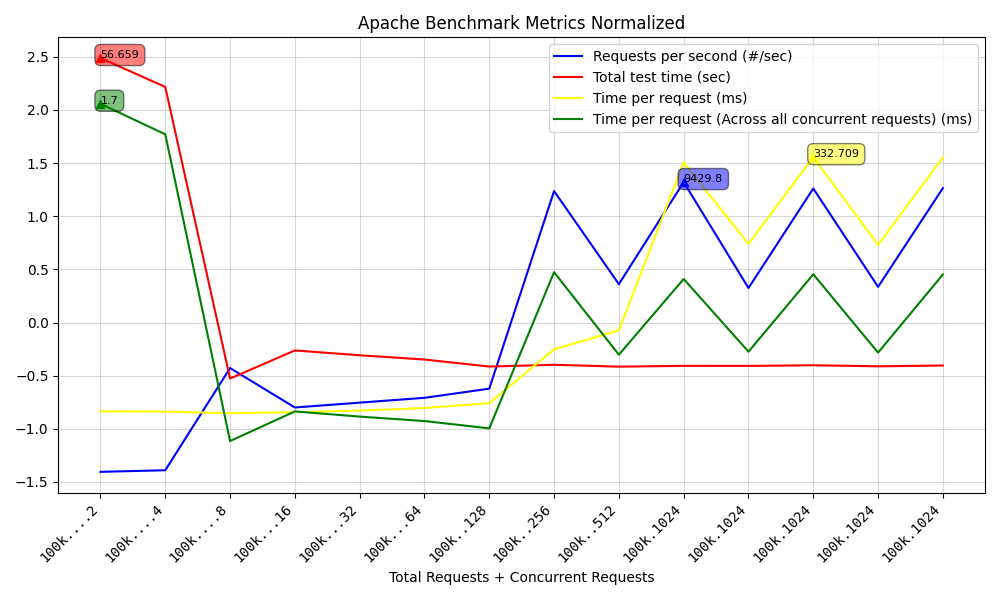 Apache Benchmark Metrics Normalized
Requests per second (#/sec)
Total test time (sec)
Time per request (ms)
Time per request (Across all concurrent requests) (ms)
56.659
1.7
9429.8
332.709
2.5
2.0
1.5
1.0
0.5
0.0
−0.5
−1.0
−1.5
100k....2
100k....4
100k....8
100k...16
100k...32
100k...64
100k..128
100k..256
100k..512
100k.1024
100k.1024
100k.1024
100k.1024
100k.1024
Total Requests + Concurrent Requests